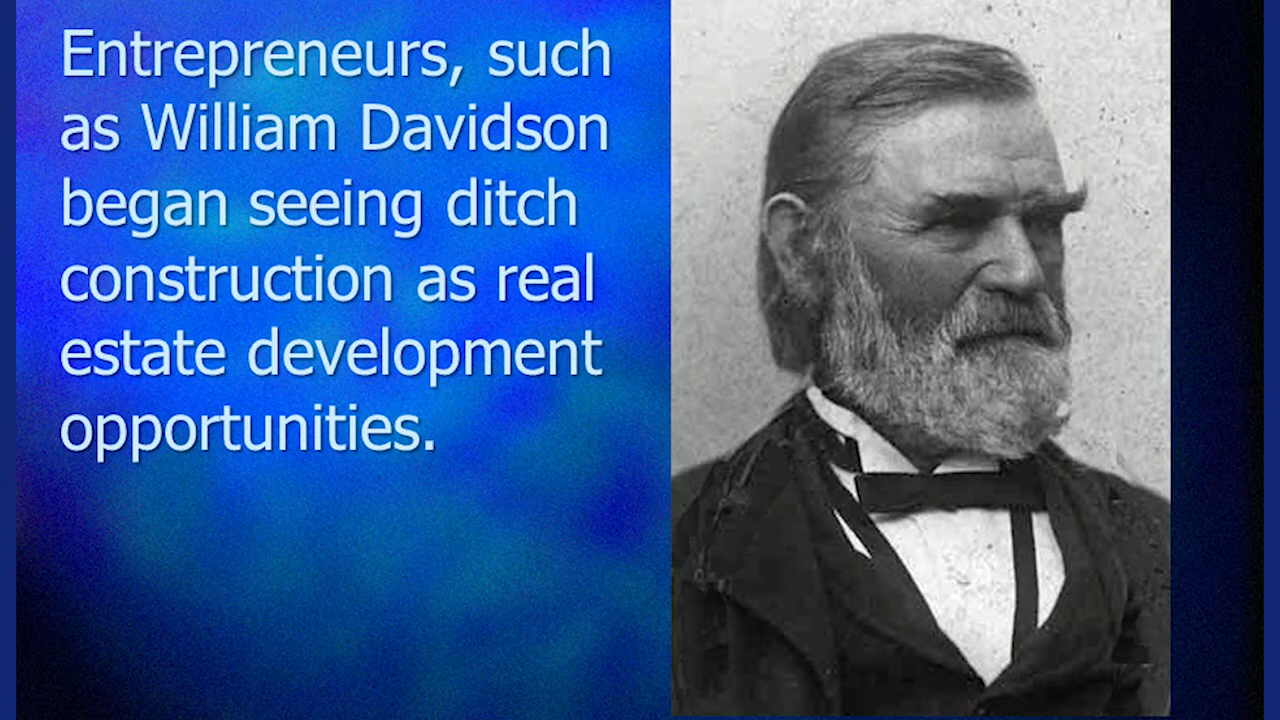 Entrepreneurs, such
as William Davidson
began seeing ditch
construction as real
estate development
opportunities.